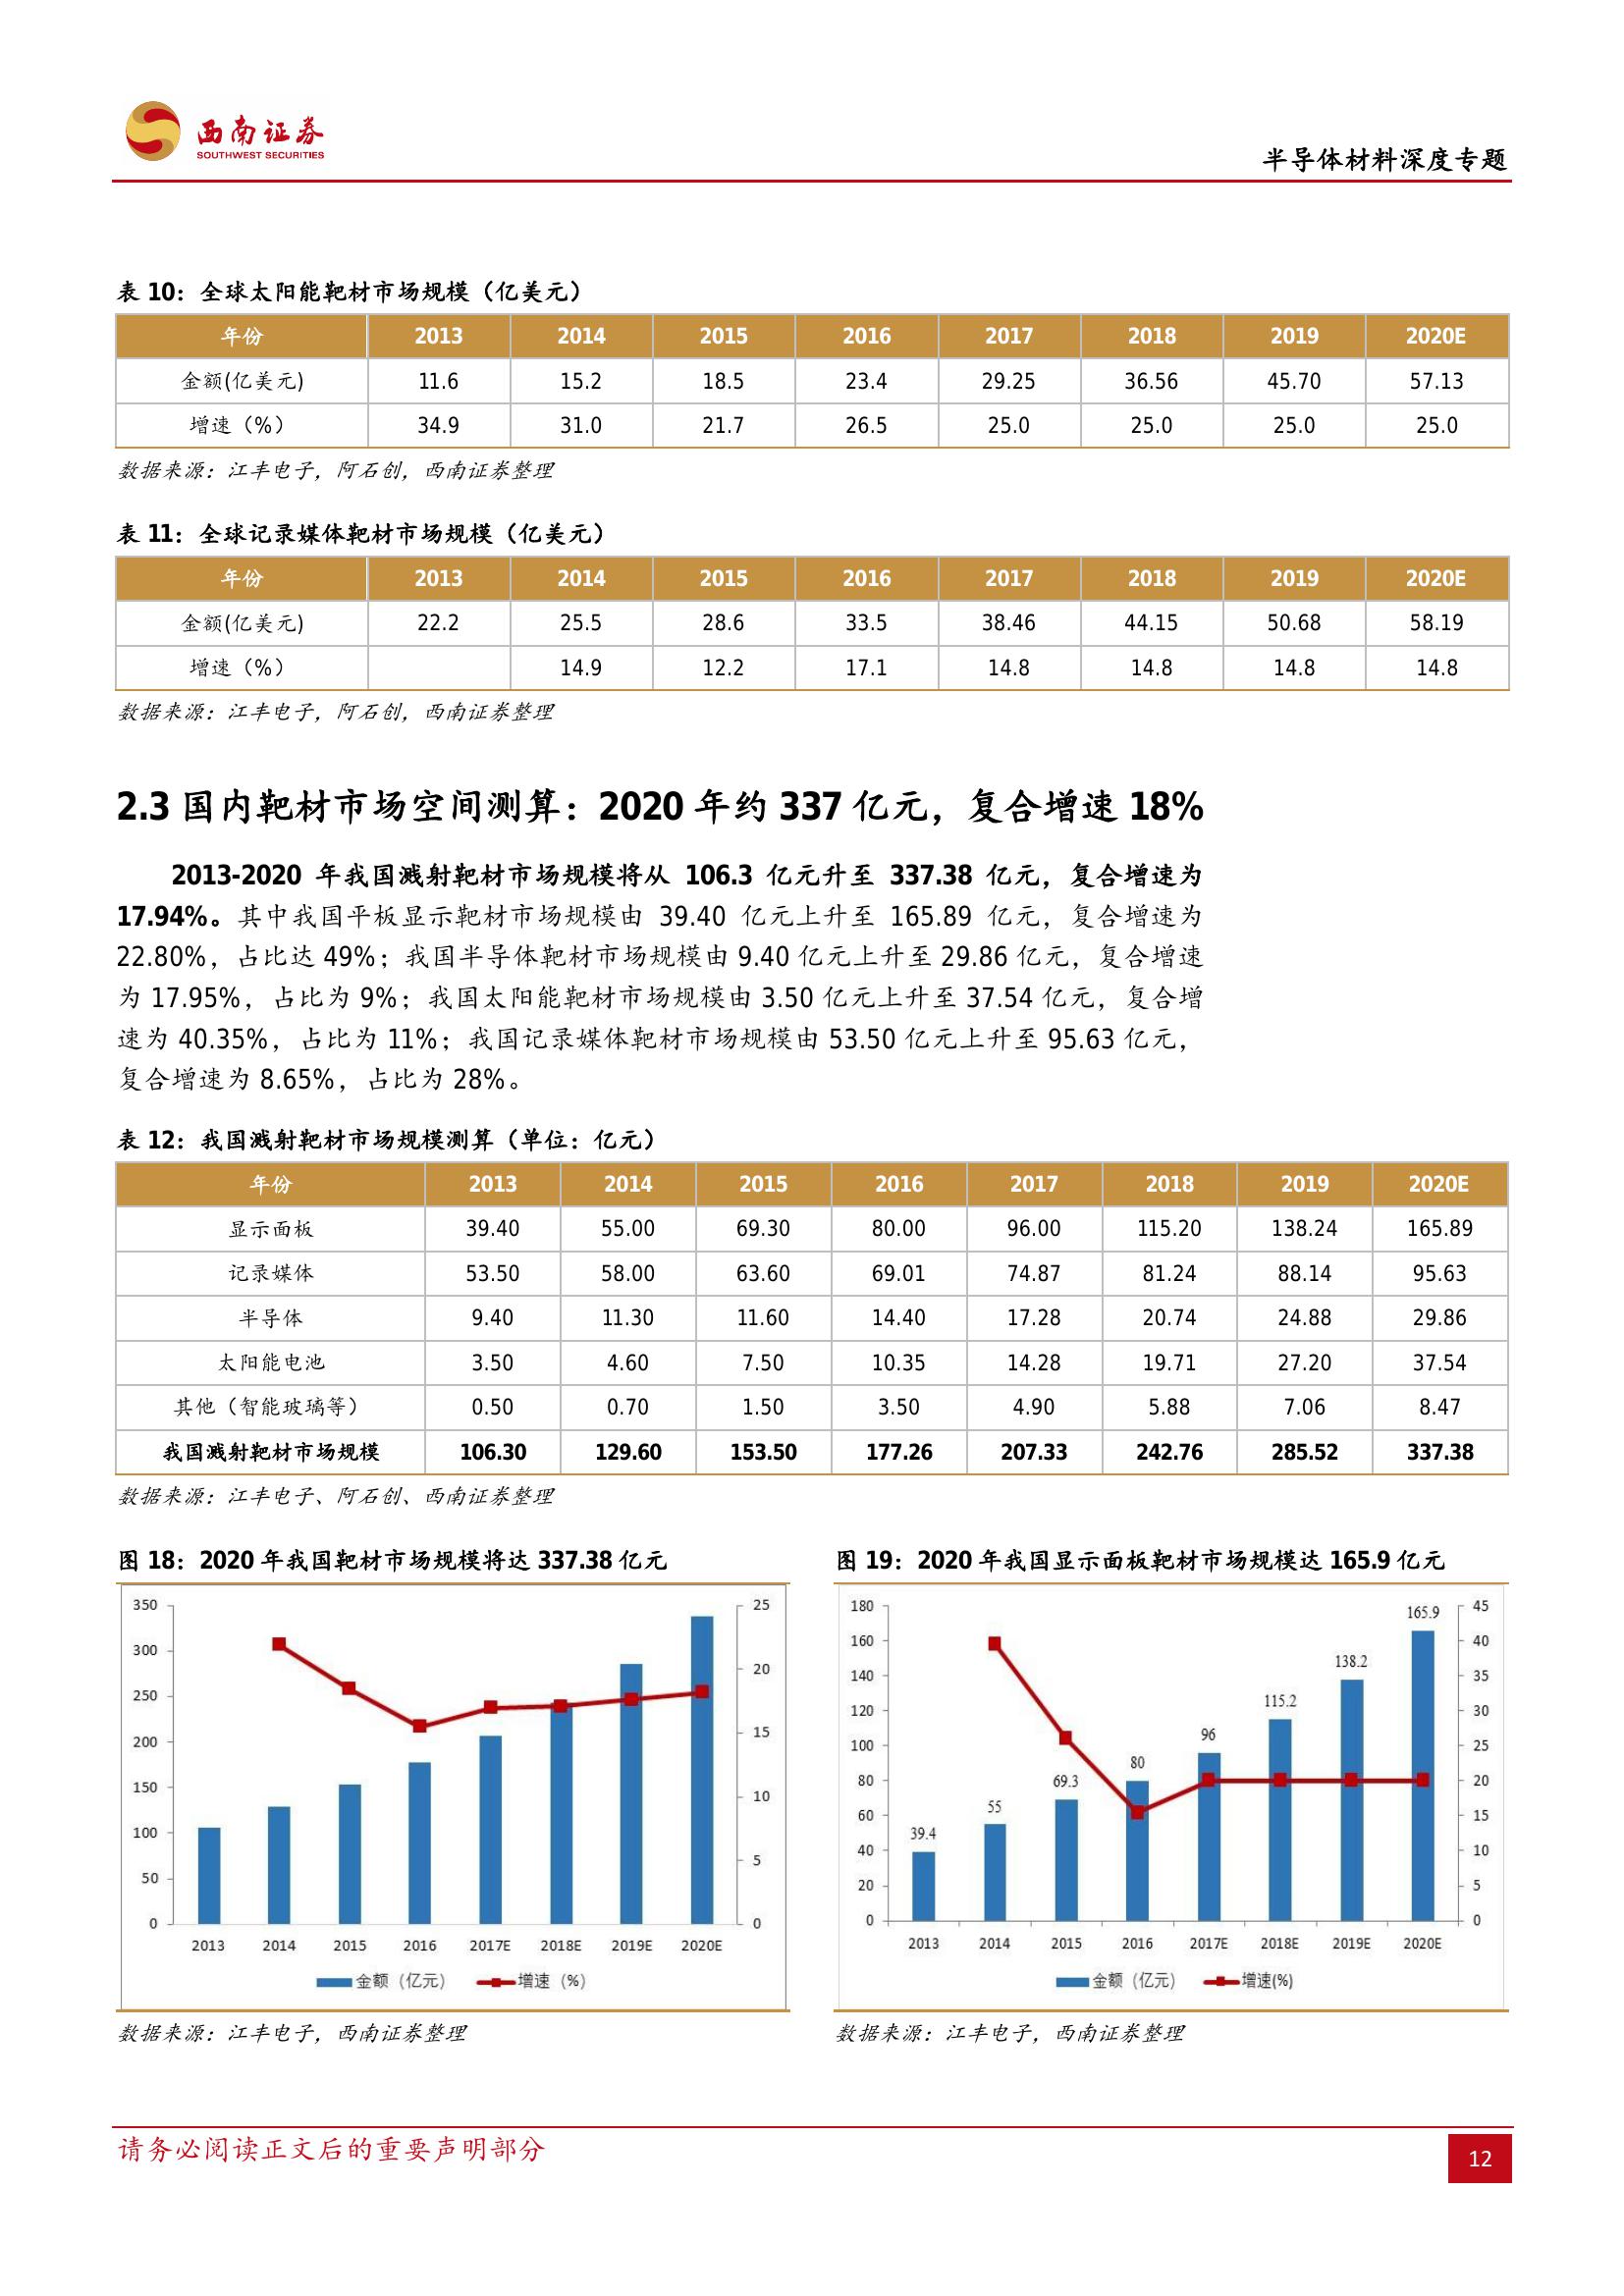 西南证券
SOUTHWEST SECURITIES
半导体材料深度专题
表 10：全球太阳能靶材市场规模（亿美元）
年份 2013 2014 2015 2016 2017 2018 2019 2020E
金额(亿美元) 11.6 15.2 18.5 23.4 29.25 36.56 45.70 57.13
增速（%） 34.9 31.0 21.7 26.5 25.0 25.0 25.0 25.0
数据来源：江丰电子，阿石创，西南证券整理
表 11：全球记录媒体靶材市场规模（亿美元）
年份 2013 2014 2015 2016 2017 2018 2019 2020E
金额(亿美元) 22.2 25.5 28.6 33.5 38.46 44.15 50.68 58.19
增速（%） 14.9 12.2 17.1 14.8 14.8 14.8 14.8
数据来源：江丰电子，阿石创，西南证券整理
2.3 国内靶材市场空间测算：2020 年约 337 亿元，复合增速 18%
2013-2020 年我国溅射靶材市场规模将从 106.3 亿元升至 337.38 亿元，复合增速为
17.94%。其中我国平板显示靶材市场规模由 39.40 亿元上升至 165.89 亿元，复合增速为
22.80%，占比达 49%；我国半导体靶材市场规模由 9.40 亿元上升至 29.86 亿元，复合增速
为 17.95%，占比为 9%；我国太阳能靶材市场规模由 3.50 亿元上升至 37.54 亿元，复合增
速为 40.35%，占比为 11%；我国记录媒体靶材市场规模由 53.50 亿元上升至 95.63 亿元，
复合增速为 8.65%，占比为 28%。
表 12：我国溅射靶材市场规模测算（单位：亿元）
年份 2013 2014 2015 2016 2017 2018 2019 2020E
显示面板 39.40 55.00 69.30 80.00 96.00 115.20 138.24 165.89
记录媒体 53.50 58.00 63.60 69.01 74.87 81.24 88.14 95.63
半导体 9.40 11.30 11.60 14.40 17.28 20.74 24.88 29.86
太阳能电池 3.50 4.60 7.50 10.35 14.28 19.71 27.20 37.54
其他（智能玻璃等） 0.50 0.70 1.50 3.50 4.90 5.88 7.06 8.47
我国溅射靶材市场规模 106.30 129.60 153.50 177.26 207.33 242.76 285.52 337.38
数据来源：江丰电子、阿石创、西南证券整理
图 18：2020 年我国靶材市场规模将达 337.38 亿元
350 300 250 200 150 100 50 0
25 20 15 10 5 0
2013 2014 2015 2016 2017E 2018E 2019E 2020E
金额（亿元） 增速（%）
数据来源：江丰电子，西南证券整理
图 19：2020 年我国显示面板靶材市场规模达 165.9 亿元
180 160 140 120 100 80 60 40 20 0
39.4 55 69.3 80 96 115.2 138.2 165.9
45 40 35 30 25 20 15 10 5 0
2013 2014 2015 2016 2017E 2018E 2019E 2020E
金额（亿元） 增速(%)
数据来源：江丰电子，西南证券整理
请务必阅读正文后的重要声明部分
12